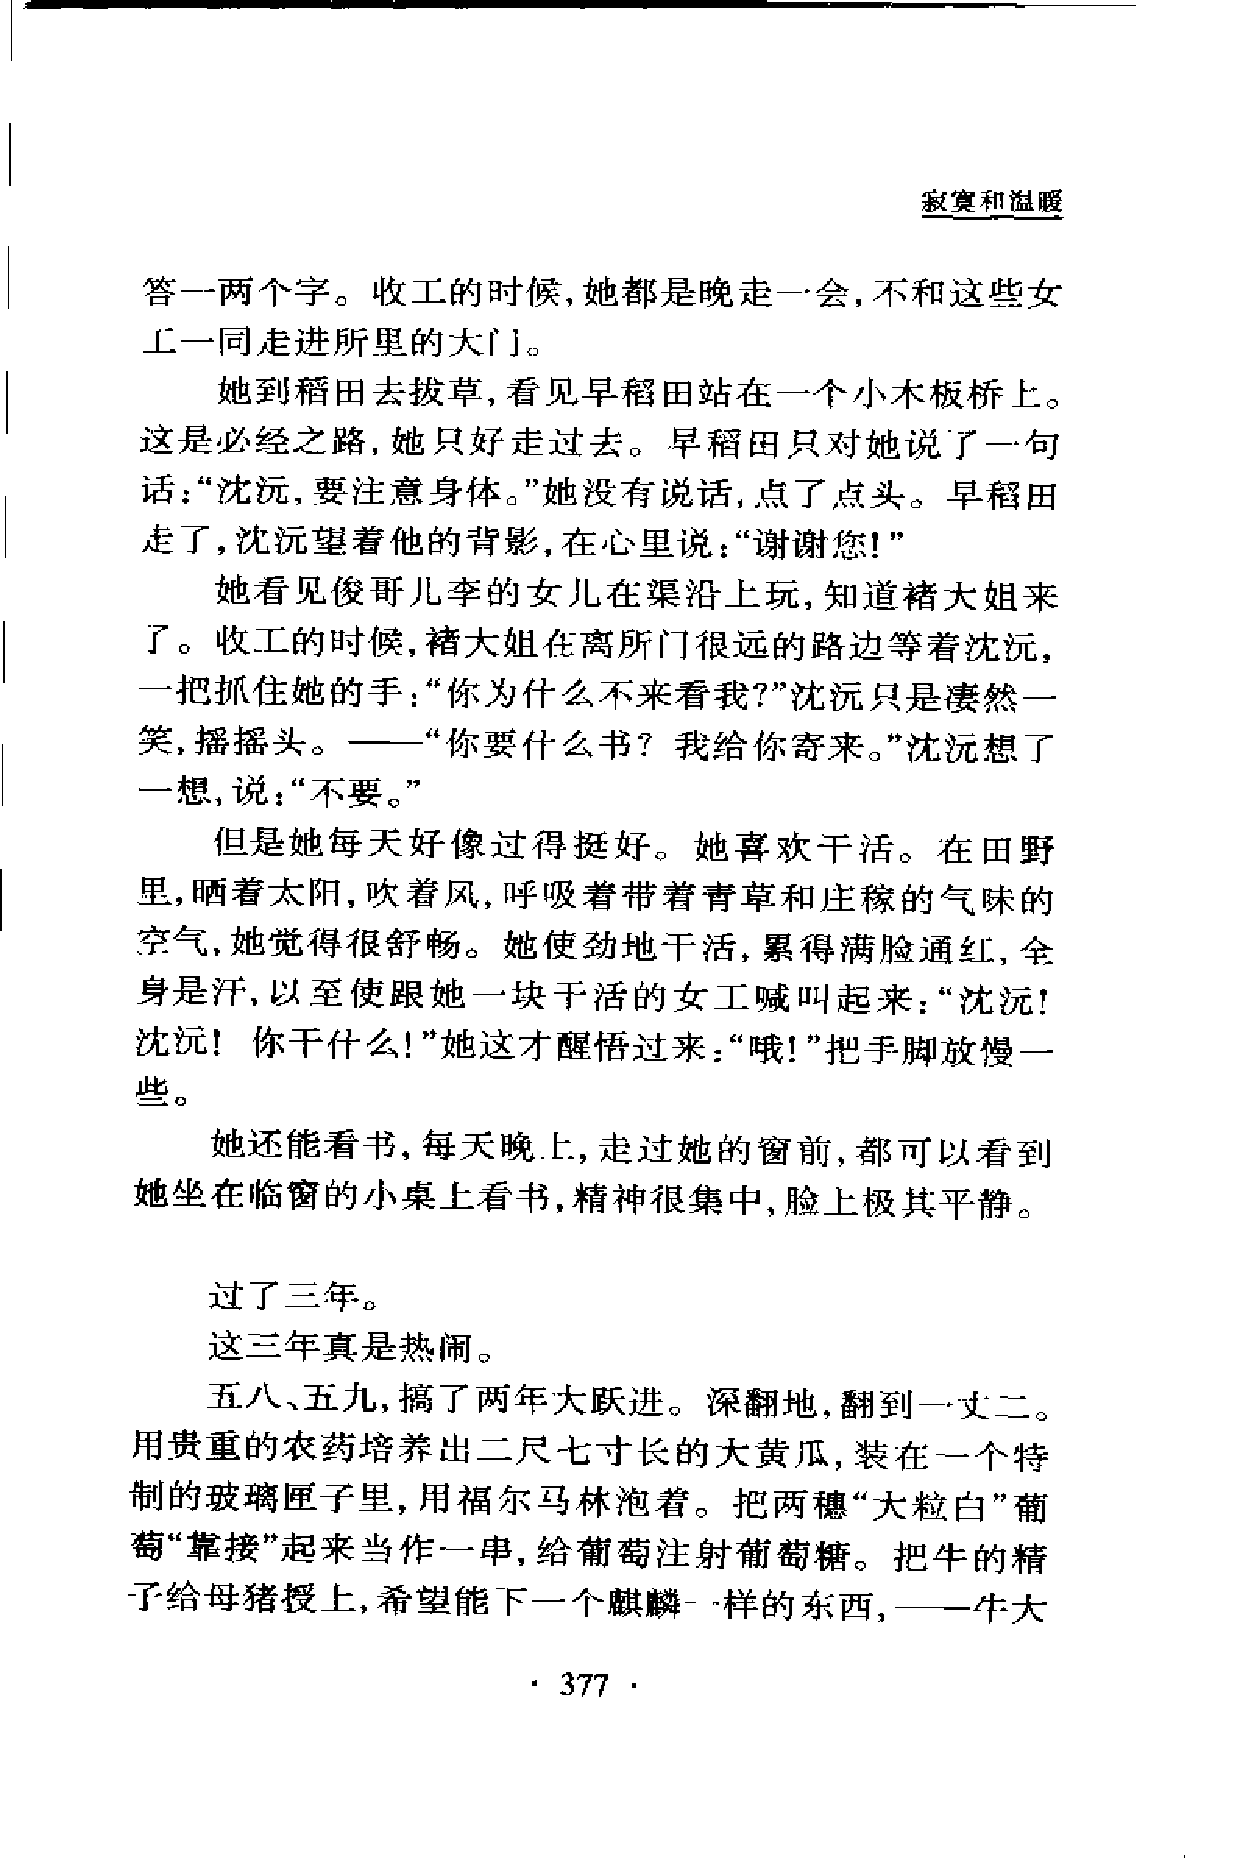 寂寞和温暖
答一两个字。收工的时候,她都是晚走一会,不和这些女
工一同走进所里的大门。
她到稻田去拔草,看见早稻田站在一个小木板桥上。
这是必经之路,她只好走过去。早稻田只对她说了一句
话:“沈沅,要注意身体。”她没有说话,点了点头。早稻田
走了,沈沅望着他的背影,在心里说:“谢谢您!”
她看见俊哥儿李的女儿在渠沿上玩,知道褚大姐来
了。收工的时候,褚大姐在离所门很远的路边等着沈沅,
一把抓住她的手:“你为什么不来看我?”沈沅只是凄然一
笑,摇摇头。——“你要什么书?我给你寄来。”沈沅想了
一想,说:“不要。”
但是她每天好像过得挺好。她喜欢干活。在田野
里,晒着太阳,吹着风,呼吸着带着青草和庄稼的气味的
空气,她觉得很舒畅。她使劲地干活,累得满脸通红,全
身是汗,以至使跟她一块干活的女工喊叫起来:“沈沅!
沈沅!你干什么!”她这才醒悟过来:“哦!”把手脚放慢一
些。
她还能看书,每天晚上,走过她的窗前,都可以看到
她坐在临窗的小桌上看书,精神很集中,脸上极其平静。
过了三年。
这三年真是热闹。
五八、五九,搞了两年大跃进。深翻地,翻到一丈二。
用贵重的农药培养出二尺七寸长的大黄瓜,装在一个特
制的玻璃匣子里,用福尔马林泡着。把两穗“大粒白”葡
萄“靠接”起来当作一串,给葡萄注射葡萄糖。把牛的精
子给母猪授上,希望能下一个麒麟一样的东西,——牛大
· 377 ·